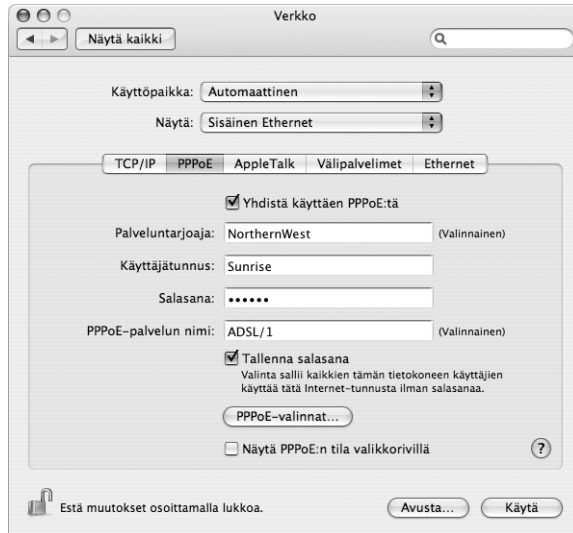 Verkko
Näytä kaikki
Käyttöpaikka: Automaattinen
Näytä: Sisäinen Ethernet
TCP/IP PPPoE AppleTalk Välipalvelimet Ethernet
Yhdistä käyttäen PPPoE:tä
Palveluntarjoaja: NorthernWest (Valinnainen)
Käyttäjätunnus: Sunrise
Salasana: ••••••
PPPoE-palvelun nimi: ADSL/1 (Valinnainen)
Tallenna salasana
Valinta sallii kaikkien tämän tietokoneen käyttäjien
käyttää tätä Internet-tunnusta ilman salasanaa.
PPPoE-valinnat...
Näytä PPPoE:n tila valikkorivillä ?
Estä muutokset osoittamalla lukkoa. Avusta... Käytä